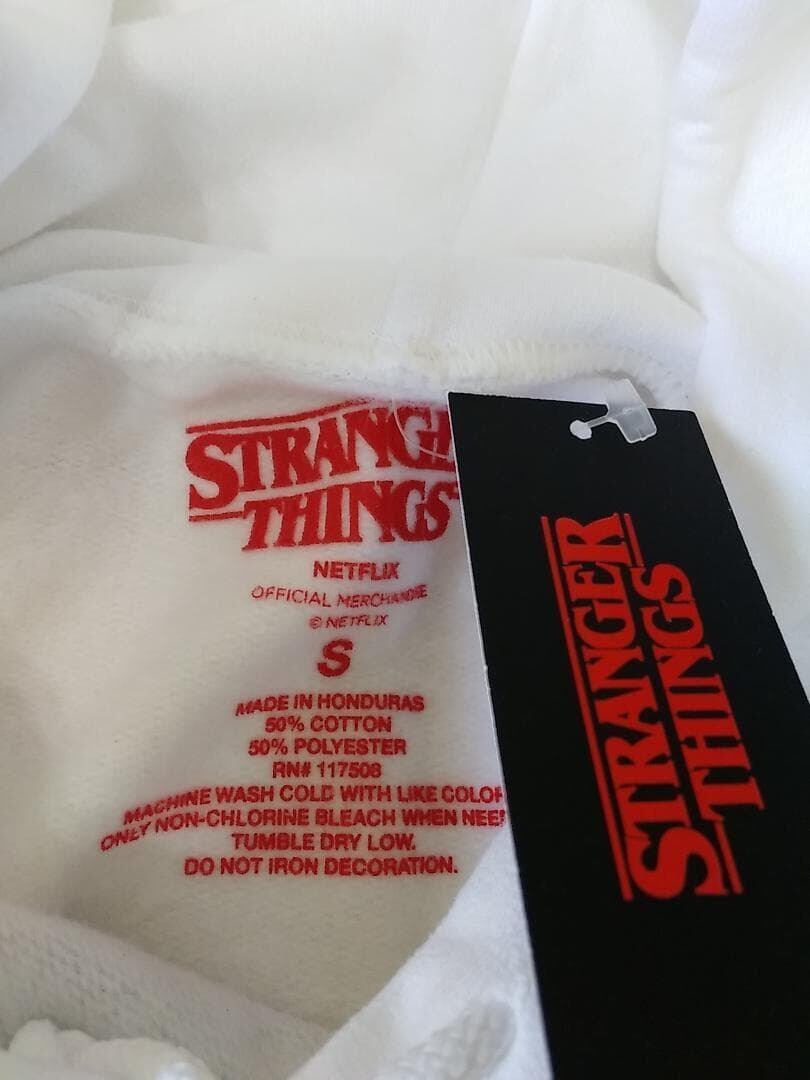 STRANGE
THINGS
NETFLIX
OFFICIAL MERCHANDISE
© NETFLIX
S
MADE IN HONDURAS
50% COTTON
50% POLYESTER
RN# 117508
MACHINE WASH COLD WITH LIKE COLOR
ONLY NON-CHLORINE BLEACH WHEN NEE
TUMBLE DRY LOW.
DO NOT IRON DECORATION.
STRANGER
THINGS